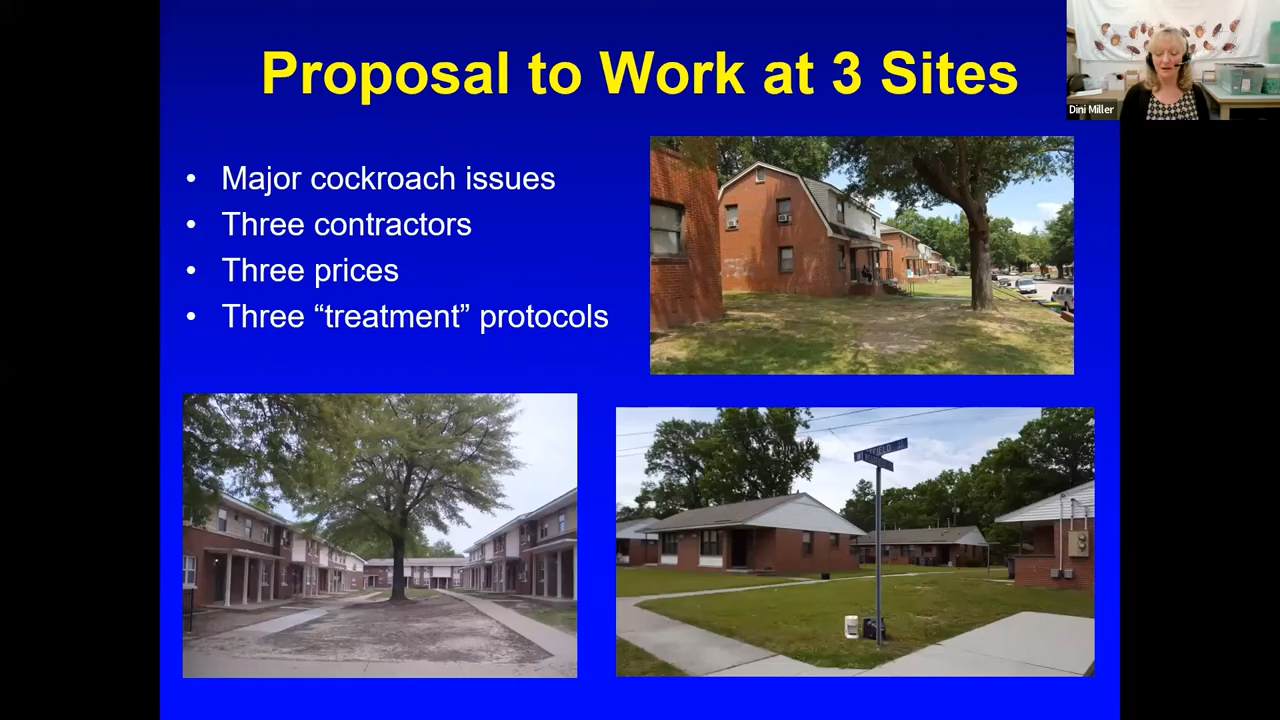 Proposal to Work at 3 Sites
Dini Miller
• Major cockroach issues
• Three contractors
• Three prices
• Three “treatment” protocols